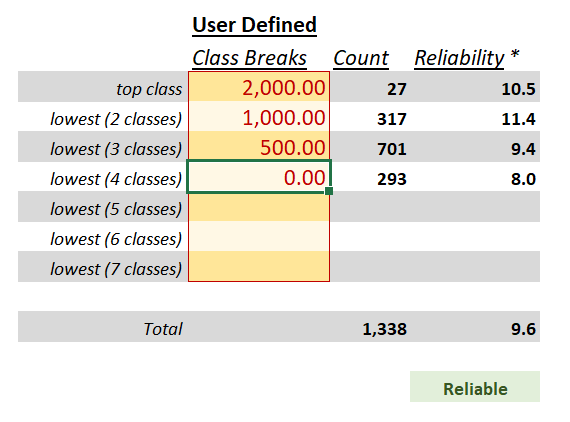 User Defined
Class Breaks Count Reliability *
top class 2,000.00 27 10.5
lowest (2 classes) 1,000.00 317 11.4
lowest (3 classes) 500.00 701 9.4
lowest (4 classes) 0.00 293 8.0
lowest (5 classes)
lowest (6 classes)
lowest (7 classes)
Total 1,338 9.6
Reliable